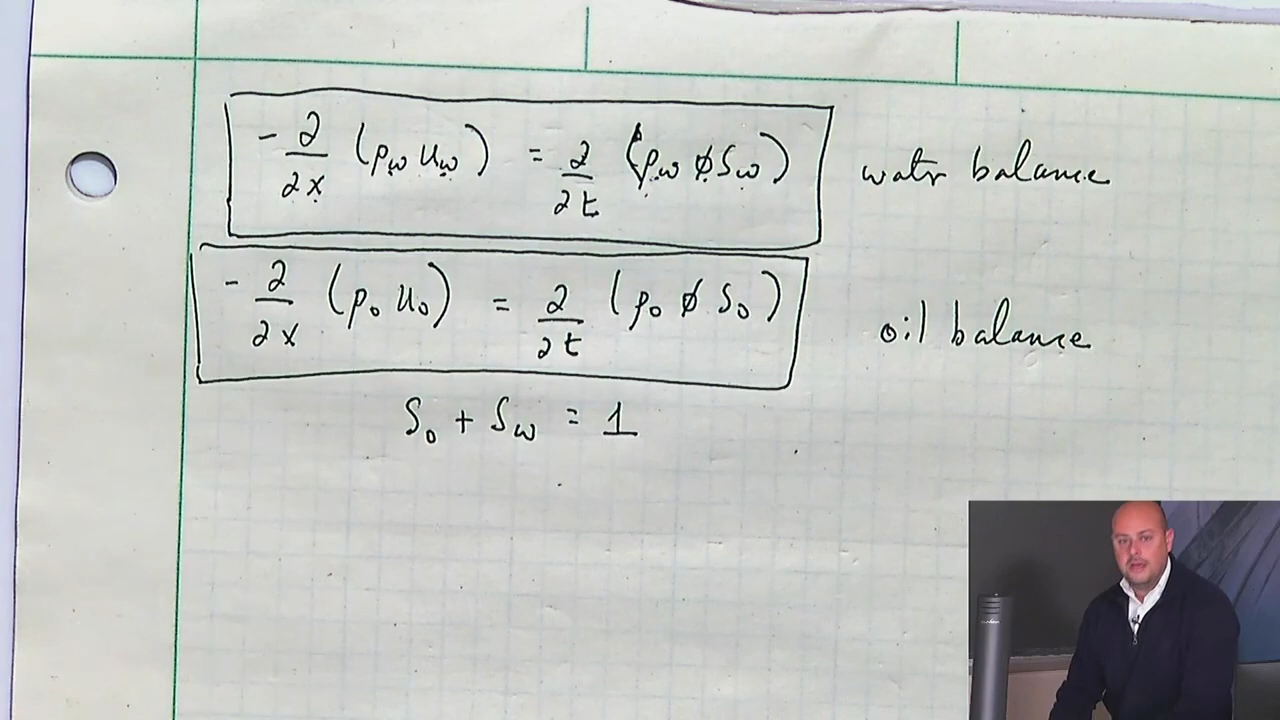 - ∂/∂x (ρw uw) = ∂/∂t (ρw ϕ Sw) water balance
- ∂/∂x (ρo uo) = ∂/∂t (ρo ϕ So) oil balance
So + Sw = 1